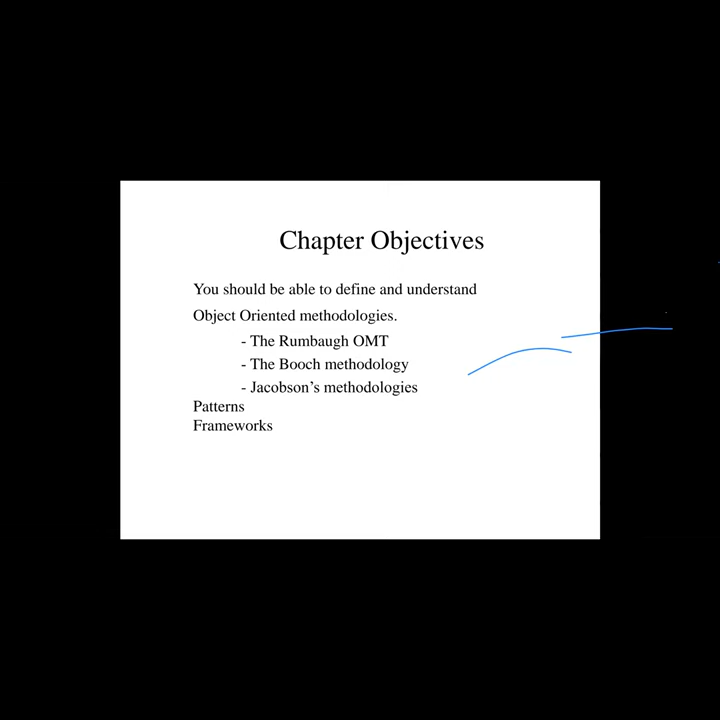 Chapter Objectives
You should be able to define and understand
Object Oriented methodologies.
- The Rumbaugh OMT
- The Booch methodology
- Jacobson’s methodologies
Patterns
Frameworks